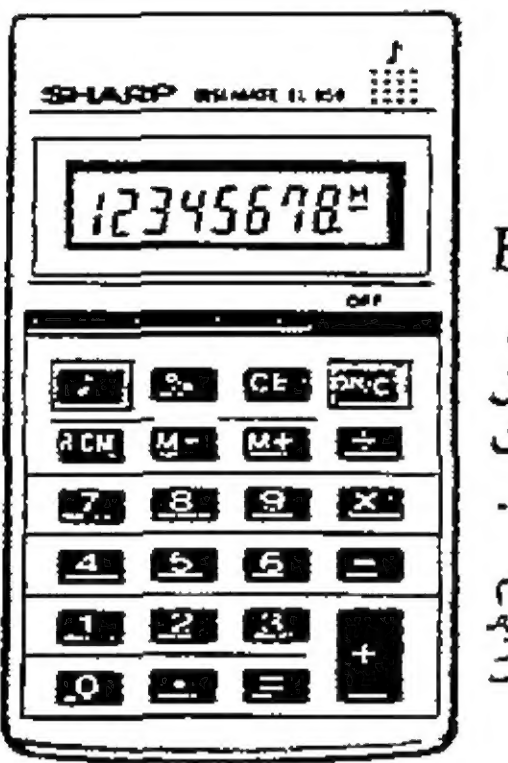 ♪
SHARP
12345678. M
OFF
♪ % CE ON/C
RCM M- M+ ÷
7 8 9 ×
4 5 6 -
1 2 3
0 . = +